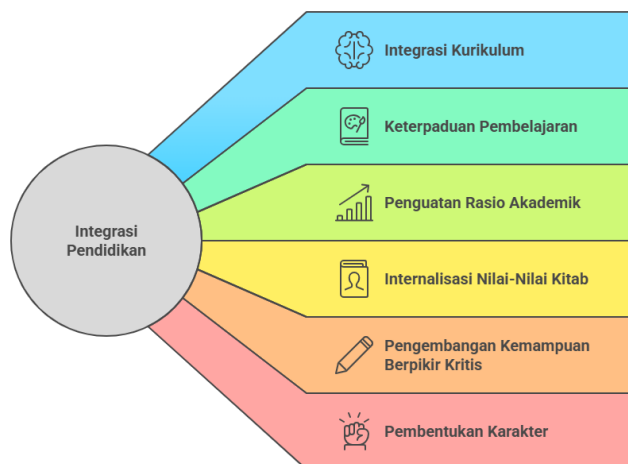 Integrasi
Pendidikan
Integrasi Kurikulum
Keterpaduan Pembelajaran
Penguatan Rasio Akademik
Internalisasi Nilai-Nilai Kitab
Pengembangan Kemampuan
Berpikir Kritis
Pembentukan Karakter